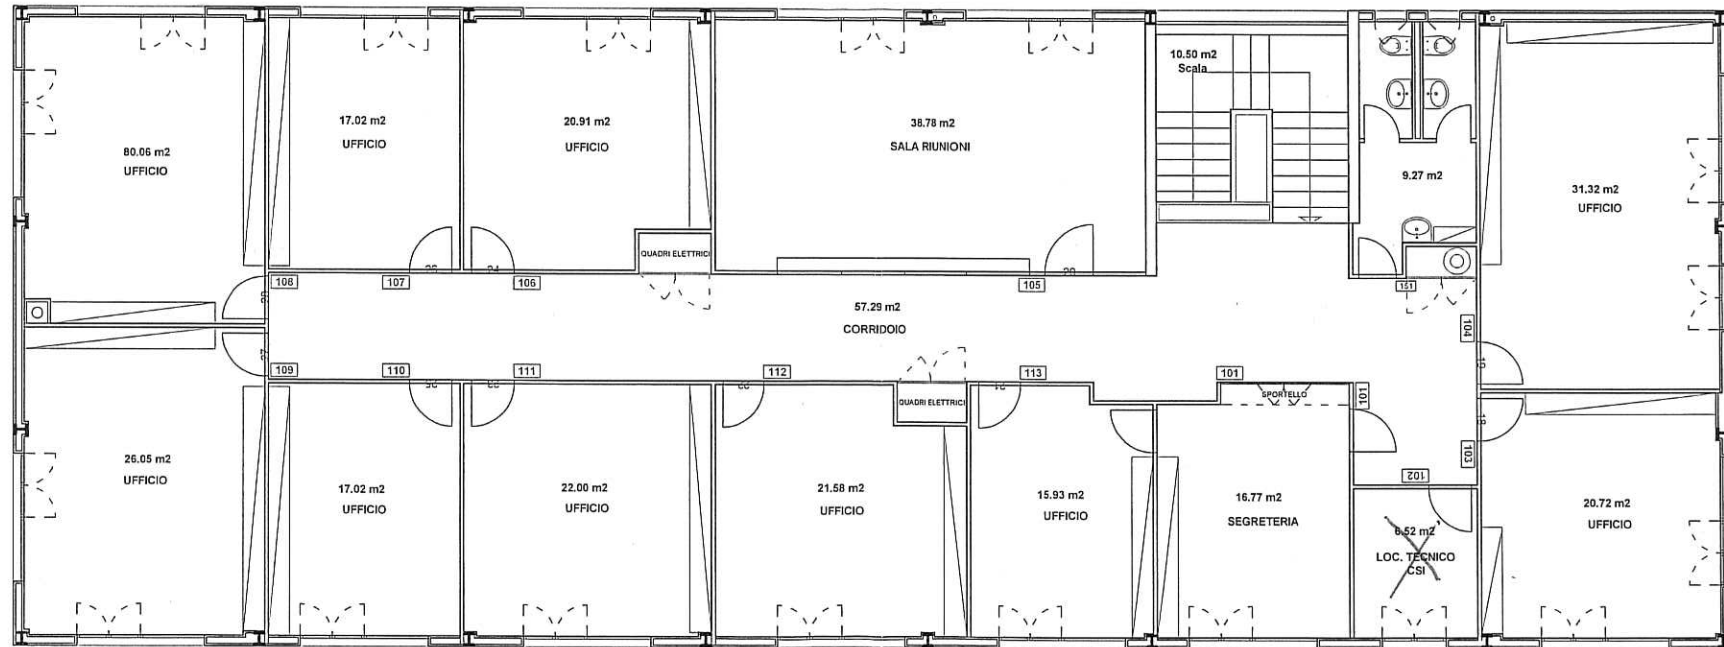 10.50 m2
Scala
80.06 m2
UFFICIO
17.02 m2
UFFICIO
20.91 m2
UFFICIO
38.78 m2
SALA RIUNIONI
9.27 m2
31.32 m2
UFFICIO
QUADRI ELETTRICI
108
107
106
105
151
104
57.29 m2
CORRIDOIO
109
110
111
112
113
101
101
103
102
QUADRI ELETTRICI
SPORTELLO
26.05 m2
UFFICIO
17.02 m2
UFFICIO
22.00 m2
UFFICIO
21.58 m2
UFFICIO
15.93 m2
UFFICIO
16.77 m2
SEGRETERIA
6.52 m2
LOC. TECNICO
CSI
20.72 m2
UFFICIO
19
18
27